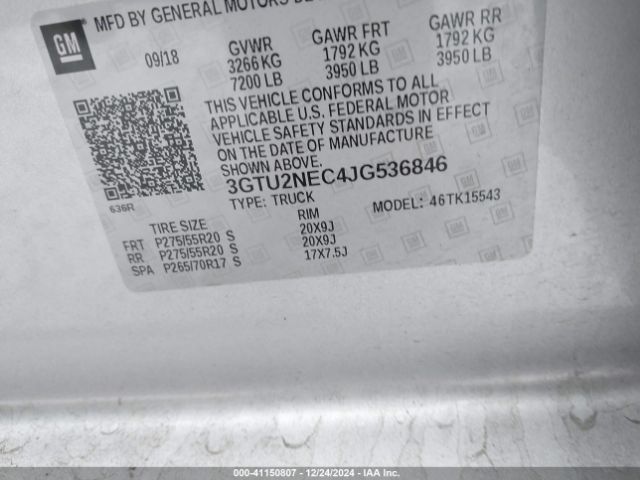 MFD BY GENERAL MOTORS DE
GM
09/18
GVWR
3266 KG
7200 LB
GAWR FRT
1792 KG
3950 LB
GAWR RR
1792 KG
3950 LB
THIS VEHICLE CONFORMS TO ALL
APPLICABLE U.S. FEDERAL MOTOR
VEHICLE SAFETY STANDARDS IN EFFECT
ON THE DATE OF MANUFACTURE
SHOWN ABOVE.
3GTU2NEC4JG536846
TYPE: TRUCK
MODEL: 46TK15543
636R
TIRE SIZE RIM
FRT P275/55R20 S 20X9J
RR P275/55R20 S 20X9J
SPA P265/70R17 S 17X7.5J
000-41150807 - 12/24/2024 - IAA Inc.